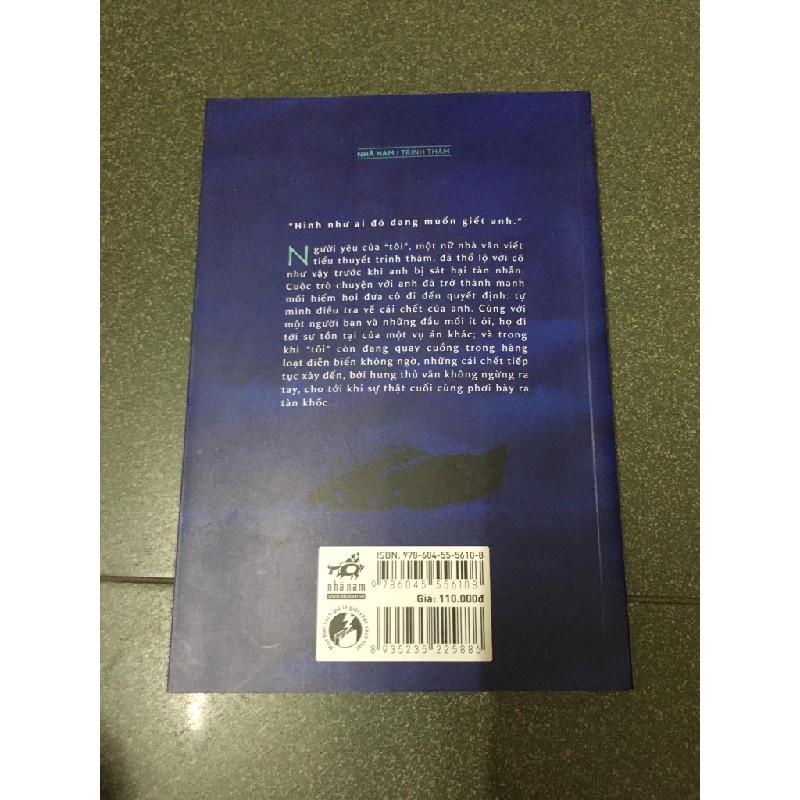 NHÃ NAM / TRINH THÁM
"Hình như ai đó đang muốn giết anh."
Người yêu của "tôi", một nữ nhà văn viết
tiểu thuyết trinh thám, đã thổ lộ với cô
như vậy trước khi anh bị sát hại tàn nhẫn.
Cuộc trò chuyện với anh đã trở thành manh
mối hiếm hoi đưa cô đi đến quyết định: tự
mình điều tra về cái chết của anh. Cùng với
một người bạn và những đầu mối ít ỏi, họ đi
tới sự tồn tại của một vụ án khác; và trong
khi "tôi" còn đang quay cuồng trong hàng
loạt diễn biến không ngờ, những cái chết tiếp
tục xảy đến, bởi hung thủ vẫn không ngừng ra
tay, cho tới khi sự thật cuối cùng phơi bày ra
tàn khốc...
nhã nam
ISBN: 978-604-55-5610-8
9 786045 556108
Giá: 110.000đ
8 935235 225886